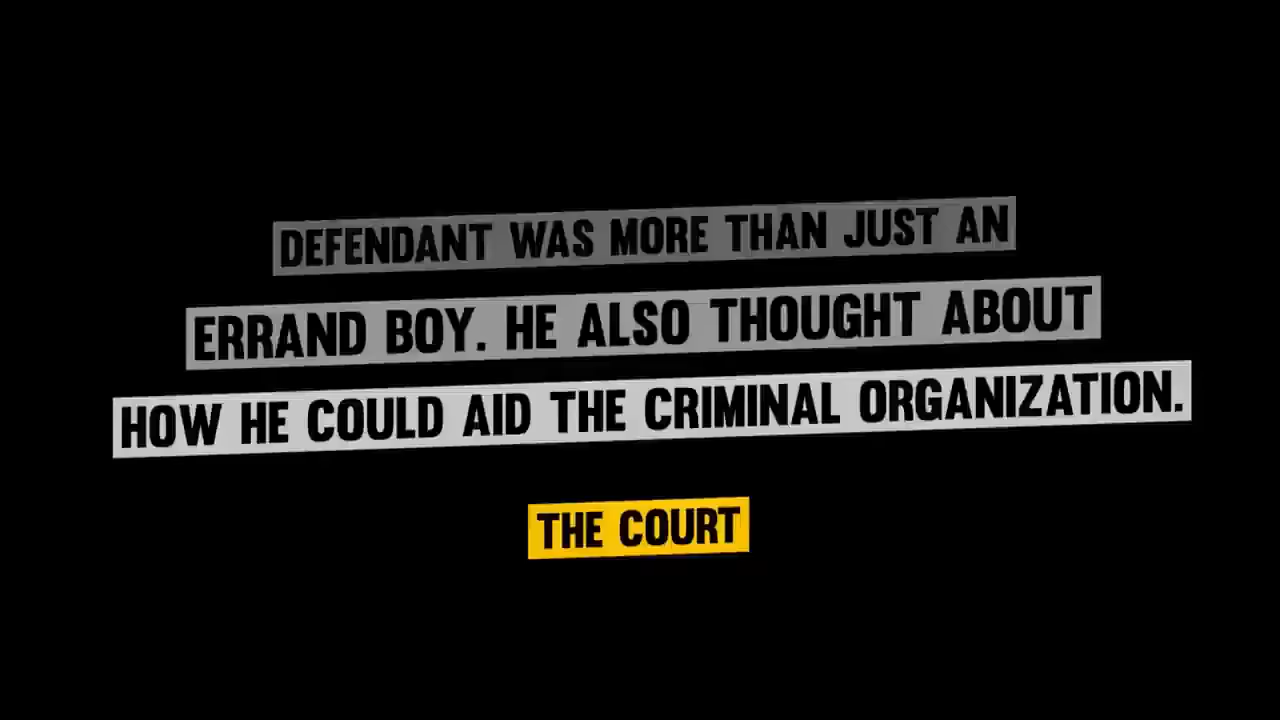 DEFENDANT WAS MORE THAN JUST AN
ERRAND BOY. HE ALSO THOUGHT ABOUT
HOW HE COULD AID THE CRIMINAL ORGANIZATION.
THE COURT